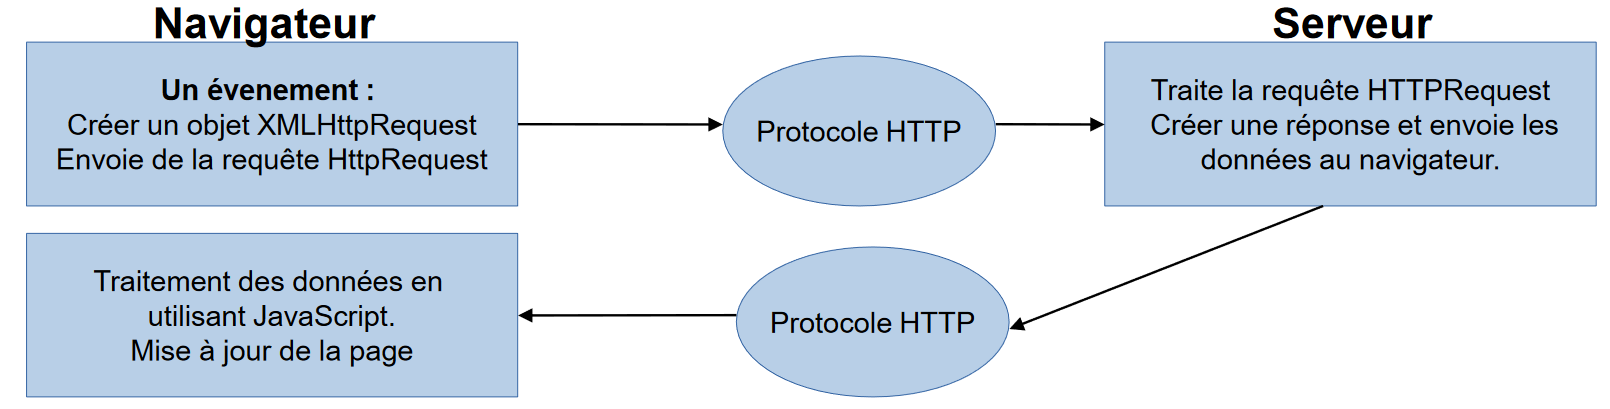 Navigateur
Serveur
Un évenement :
Créer un objet XMLHttpRequest
Envoie de la requête HttpRequest
Protocole HTTP
Traite la requête HTTPRequest
Créer une réponse et envoie les
données au navigateur.
Traitement des données en
utilisant JavaScript.
Mise à jour de la page
Protocole HTTP